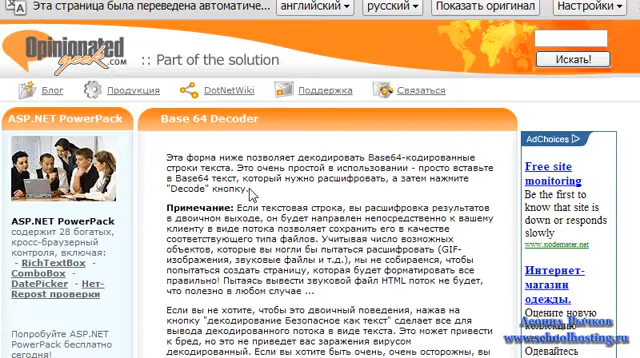 Эта страница была переведена автоматиче...
английский
русский
Показать оригинал
Настройки
Opinionated
geek.COM
:: Part of the solution
Искать!
Блог
Продукция
DotNetWiki
Поддержка
Связаться
ASP.NET PowerPack
ASP.NET PowerPack
содержит 28 богатых,
кросс-браузерный
контроля, включая:
- RichTextBox -
ComboBox -
DatePicker - Нет-
Repost проверки
Попробуйте ASP.NET
PowerPack бесплатно
сегодня!
Base 64 Decoder
Эта форма ниже позволяет декодировать Base64-кодированные
строки текста. Это очень простой в использовании - просто вставьте
в Base64 текст, который нужно расшифровать, а затем нажмите
"Decode" кнопку.
Примечание: Если текстовая строка, вы расшифровка результатов
в двоичном выходе, он будет направлен непосредственно к вашему
клиенту в виде потока позволяет сохранить его в качестве
соответствующего типа файлов. Учитывая число возможных
объектов, которые вы могли бы пытаться расшифровать (GIF-
изображения, звуковые файлы и т.д.), мы не собираемся, чтобы
попытаться создать страницу, которая будет форматировать все
правильно! Пытаясь вывести звуковой файл HTML поток не будет,
что полезно в любом случае ...
Если вы не хотите, чтобы это двоичный поведения, нажав на
кнопку "декодирование Безопасное как текст" сделает все для
вывода декодированного потока в виде текста. Это может привести
к бред, но это не приведет вас заражения вирусом
декодированный. Если вы хотите быть очень, очень осторожны, вы
AdChoices
Free site
monitoring
Be the first to
know that site
is down or
responds
slowly
www.nodemeter.net
Интернет-
магазин
одежды.
Оцените новую
коллекцию
Одевайтесь
Леонид Рычков
www.schoolhosting.ru